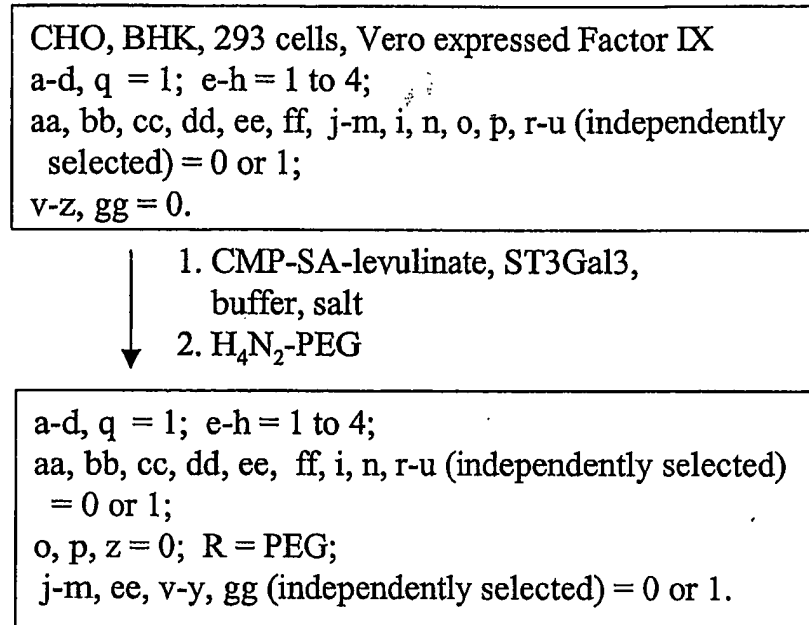 CHO, BHK, 293 cells, Vero expressed Factor IX
a-d, q = 1; e-h = 1 to 4;
aa, bb, cc, dd, ee, ff, j-m, i, n, o, p, r-u (independently
selected) = 0 or 1;
v-z, gg = 0.
1. CMP-SA-levulinate, ST3Gal3,
buffer, salt
2. H₄N₂-PEG
a-d, q = 1; e-h = 1 to 4;
aa, bb, cc, dd, ee, ff, i, n, r-u (independently selected)
= 0 or 1;
o, p, z = 0; R = PEG;
j-m, ee, v-y, gg (independently selected) = 0 or 1.